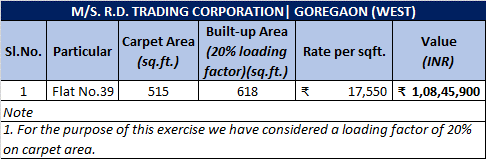 M/S. R.D. TRADING CORPORATION| GOREGAON (WEST)
Sl.No. Particular Carpet Area (sq.ft.) Built-up Area (20% loading factor)(sq.ft.) Rate per sqft. Value (INR)
1 Flat No.39 515 618 ₹ 17,550 ₹ 1,08,45,900
Note
1. For the purpose of this exercise we have considered a loading factor of 20%
on carpet area.